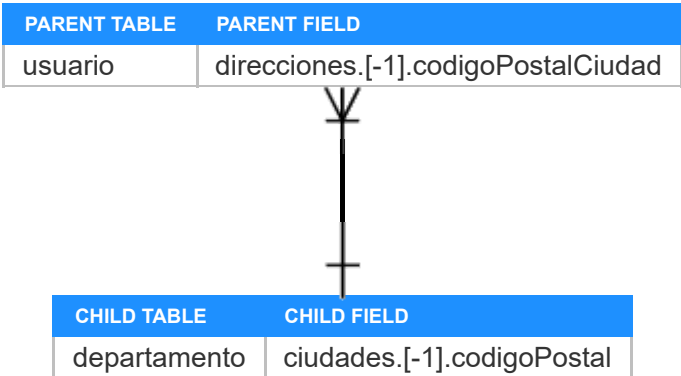 PARENT TABLE PARENT FIELD
usuario direcciones.[-1].codigoPostalCiudad
CHILD TABLE CHILD FIELD
departamento ciudades.[-1].codigoPostal